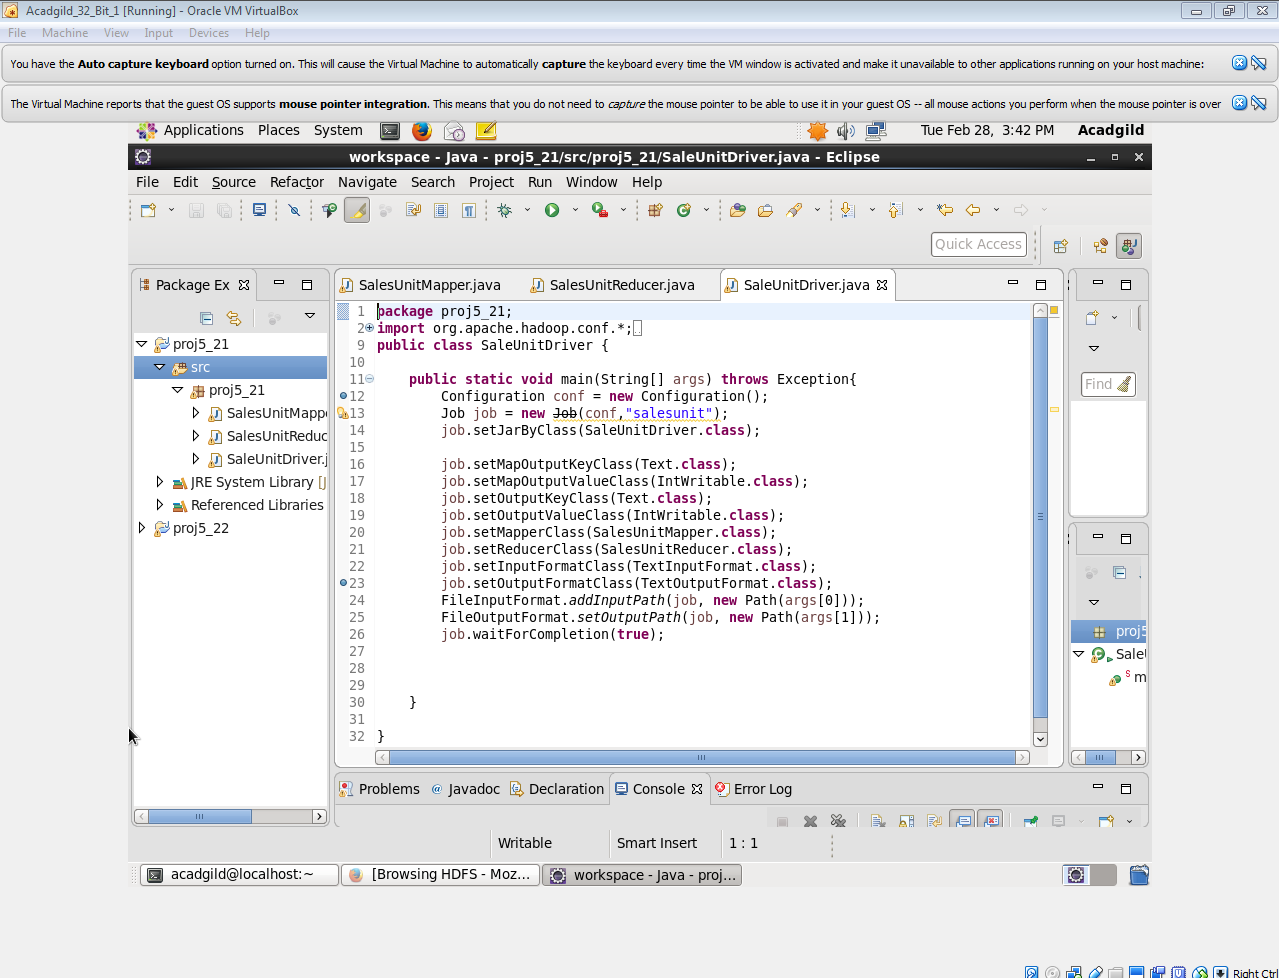 Acadgild_32_Bit_1 [Running] - Oracle VM VirtualBox
File Machine View Input Devices Help
You have the Auto capture keyboard option turned on. This will cause the Virtual Machine to automatically capture the keyboard every time the VM window is activated and make it unavailable to other applications running on your host machine:
The Virtual Machine reports that the guest OS supports mouse pointer integration. This means that you do not need to capture the mouse pointer to be able to use it in your guest OS -- all mouse actions you perform when the mouse pointer is over
Applications Places System Tue Feb 28, 3:42 PM Acadgild
workspace - Java - proj5_21/src/proj5_21/SaleUnitDriver.java - Eclipse
File Edit Source Refactor Navigate Search Project Run Window Help
Quick Access
Package Ex
SalesUnitMapper.java SalesUnitReducer.java SaleUnitDriver.java
proj5_21
src
proj5_21
SalesUnitMapp
SalesUnitReduc
SaleUnitDriver.j
JRE System Library [J
Referenced Libraries
proj5_22
1 package proj5_21;
2 import org.apache.hadoop.conf.*;
9 public class SaleUnitDriver {
10
11 public static void main(String[] args) throws Exception{
12 Configuration conf = new Configuration();
13 Job job = new Job(conf,"salesunit");
14 job.setJarByClass(SaleUnitDriver.class);
15
16 job.setMapOutputKeyClass(Text.class);
17 job.setMapOutputValueClass(IntWritable.class);
18 job.setOutputKeyClass(Text.class);
19 job.setOutputValueClass(IntWritable.class);
20 job.setMapperClass(SalesUnitMapper.class);
21 job.setReducerClass(SalesUnitReducer.class);
22 job.setInputFormatClass(TextInputFormat.class);
23 job.setOutputFormatClass(TextOutputFormat.class);
24 FileInputFormat.addInputPath(job, new Path(args[0]));
25 FileOutputFormat.setOutputPath(job, new Path(args[1]));
26 job.waitForCompletion(true);
27
28
29
30 }
31
32 }
Find
proj5
SaleU
S m
Problems @ Javadoc Declaration Console Error Log
Writable Smart Insert 1 : 1
acadgild@localhost:~ [Browsing HDFS - Moz... workspace - Java - proj...
Right Ctrl